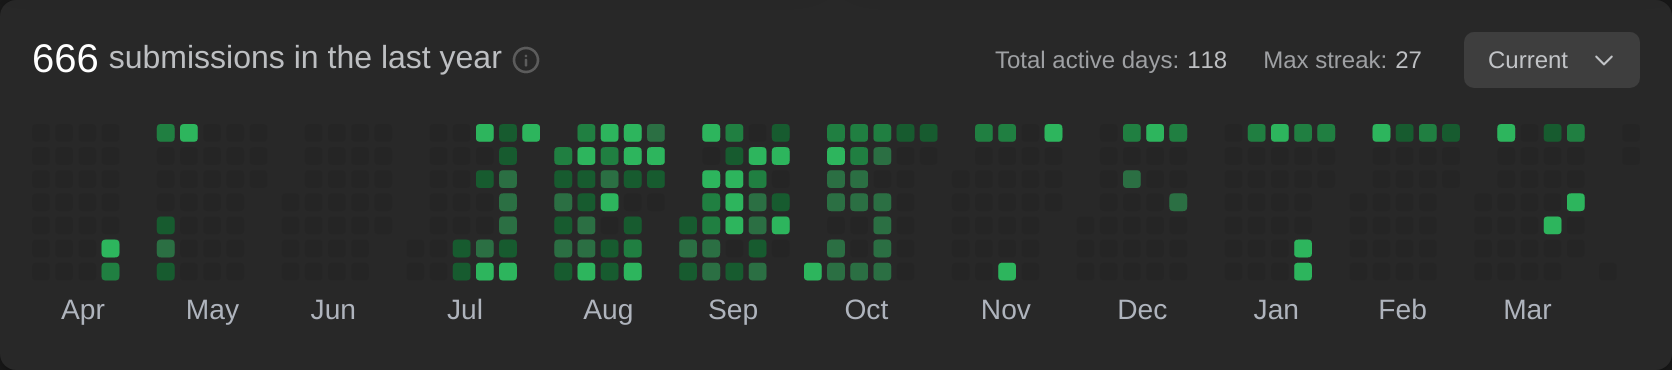 666 submissions in the last year
Total active days: 118 Max streak: 27 Current
Apr May Jun Jul Aug Sep Oct Nov Dec Jan Feb Mar